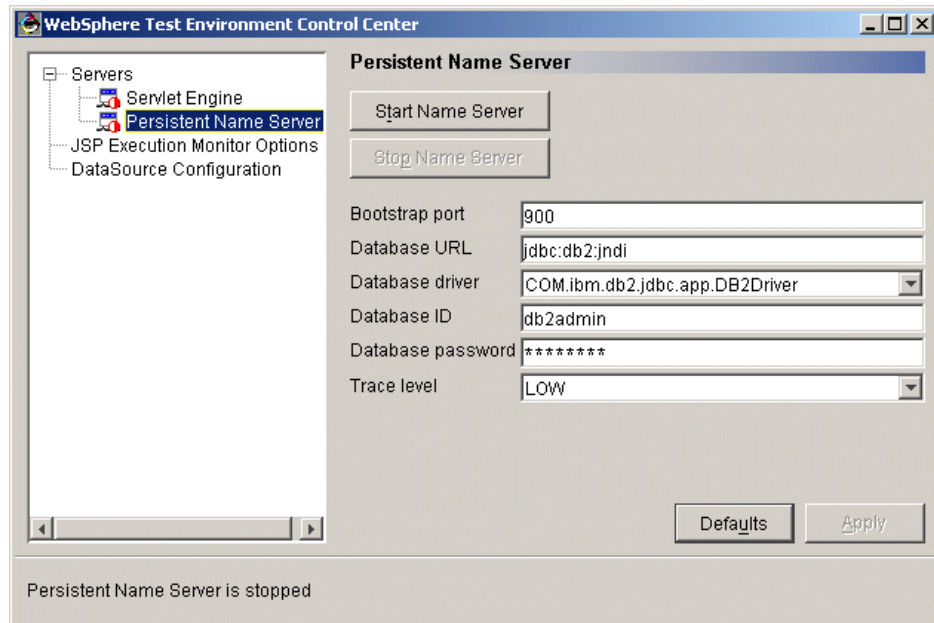 WebSphere Test Environment Control Center
Servers
Servlet Engine
Persistent Name Server
JSP Execution Monitor Options
DataSource Configuration
Persistent Name Server
Start Name Server
Stop Name Server
Bootstrap port 900
Database URL jdbc:db2:jndi
Database driver COM.ibm.db2.jdbc.app.DB2Driver
Database ID db2admin
Database password ********
Trace level LOW
Defaults Apply
Persistent Name Server is stopped